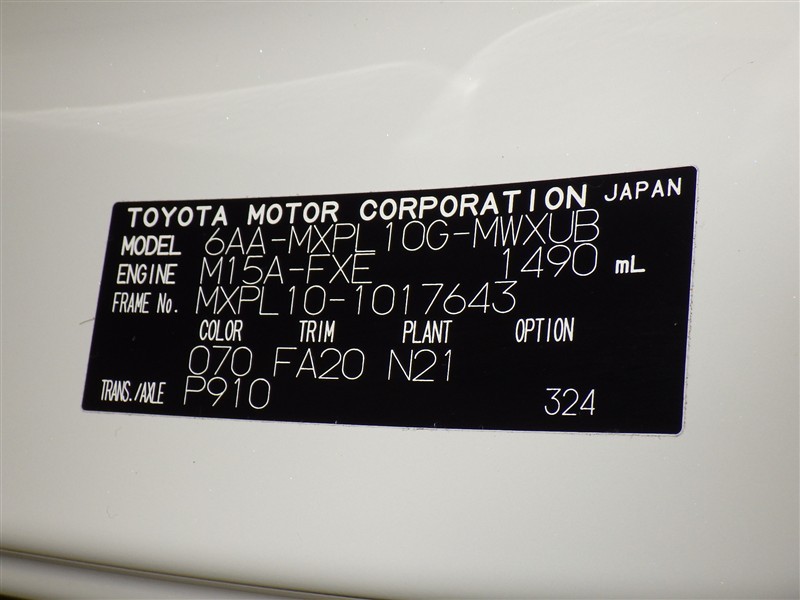 TOYOTA MOTOR CORPORATION JAPAN
MODEL 6AA-MXPL10G-MWXUB
ENGINE M15A-FXE 1490 mL
FRAME No. MXPL10-1017643
COLOR TRIM PLANT OPTION
070 FA20 N21
TRANS./AXLE P910 324